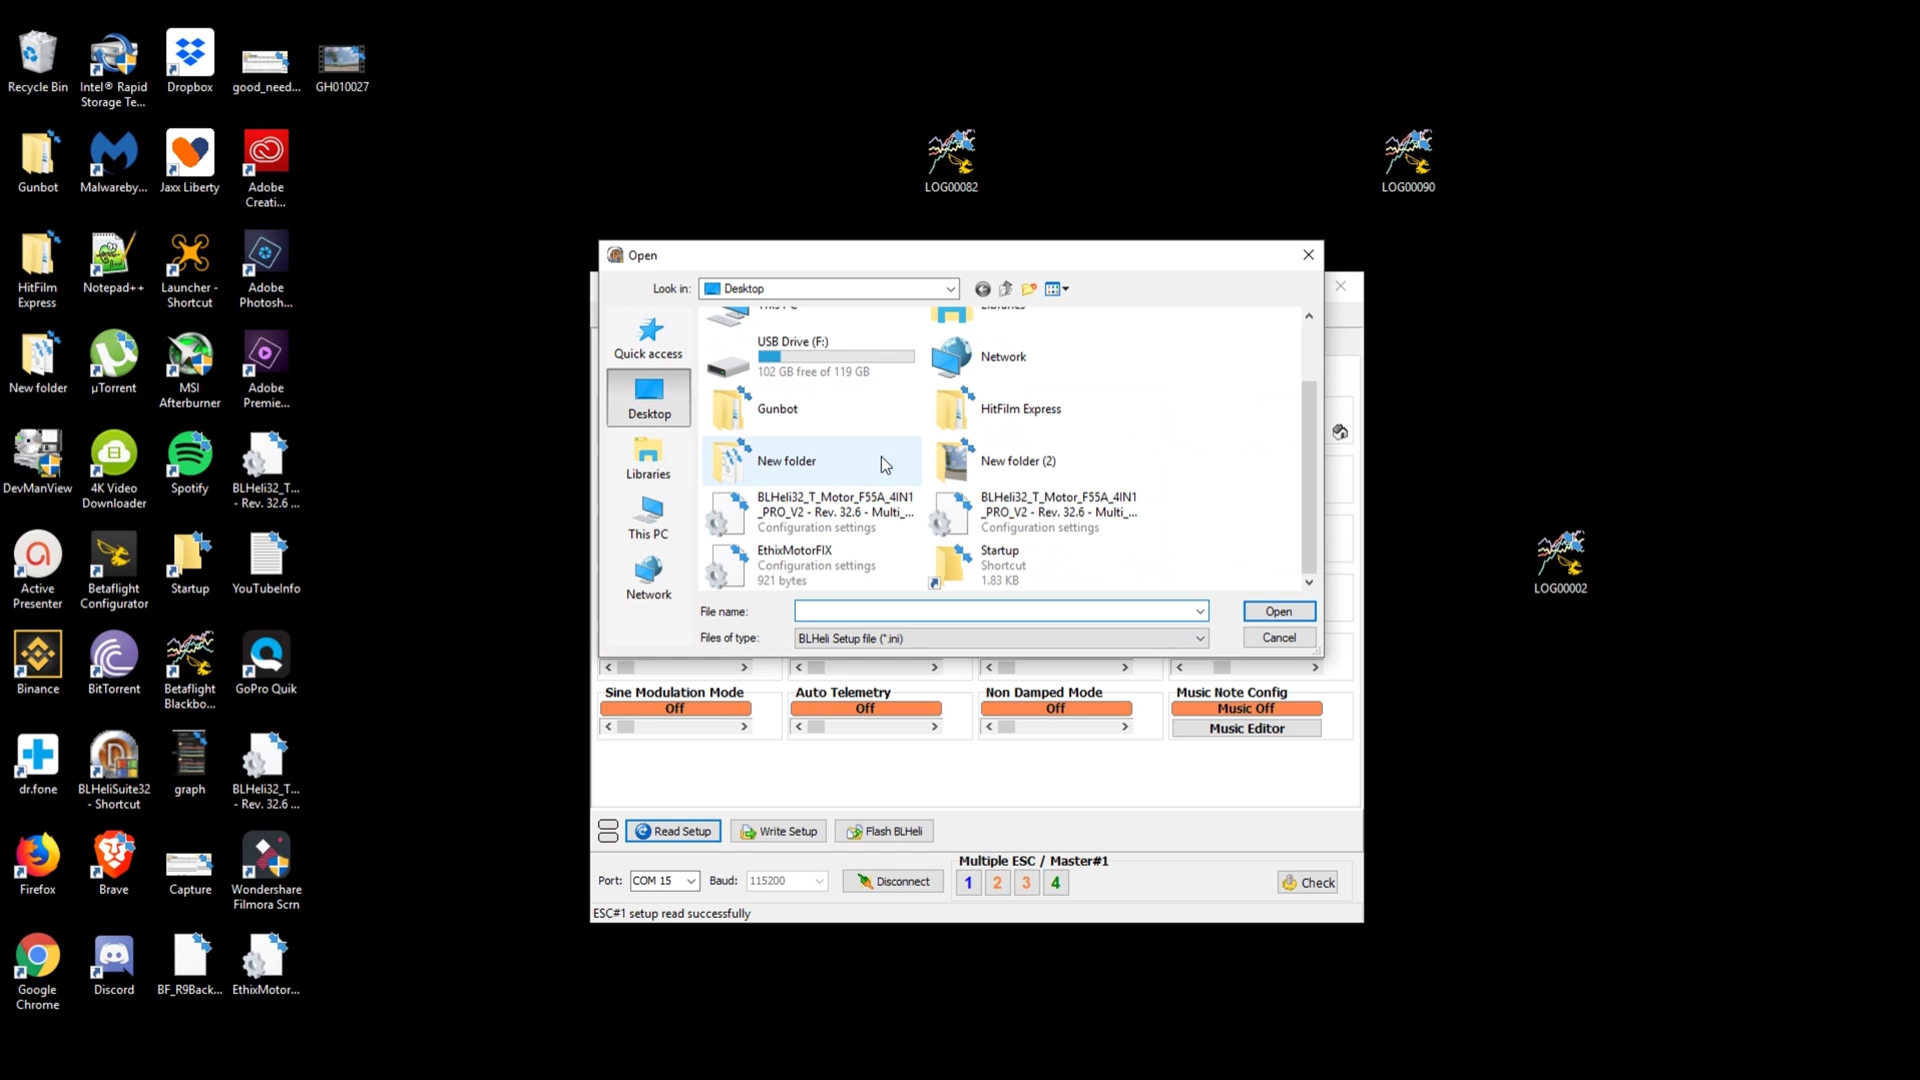 Recycle Bin
Intel® Rapid
Storage Te...
Dropbox
good_need...
GH010027
Gunbot
Malwareby...
Jaxx Liberty
Adobe
Creati...
HitFilm
Express
Notepad++
Launcher -
Shortcut
Adobe
Photosh...
New folder
µTorrent
MSI
Afterburner
Adobe
Premie...
DevManView
4K Video
Downloader
Spotify
BLHeli32_T...
- Rev. 32.6 ...
Active
Presenter
Betaflight
Configurator
Startup
YouTubeInfo
Binance
BitTorrent
Betaflight
Blackbo...
GoPro Quik
dr.fone
BLHeliSuite32
- Shortcut
graph
BLHeli32_T...
- Rev. 32.6 ...
Firefox
Brave
Capture
Wondershare
Filmora Scrn
Google
Chrome
Discord
BF_R9Back...
EthixMotor...
LOG00082
LOG00090
LOG00002
Open
Look in:
Desktop
Quick access
Desktop
Libraries
This PC
Network
This PC
Libraries
USB Drive (F:)
102 GB free of 119 GB
Network
Gunbot
HitFilm Express
New folder
New folder (2)
BLHeli32_T_Motor_F55A_4IN1
_PRO_V2 - Rev. 32.6 - Multi_...
Configuration settings
BLHeli32_T_Motor_F55A_4IN1
_PRO_V2 - Rev. 32.6 - Multi_...
Configuration settings
EthixMotorFIX
Configuration settings
921 bytes
Startup
Shortcut
1.83 KB
File name:
Open
Files of type:
BLHeli Setup file (*.ini)
Cancel
Sine Modulation Mode
Off
Auto Telemetry
Off
Non Damped Mode
Off
Music Note Config
Music Off
Music Editor
Read Setup
Write Setup
Flash BLHeli
Multiple ESC / Master#1
Port:
COM 15
Baud:
115200
Disconnect
1
2
3
4
Check
ESC#1 setup read successfully